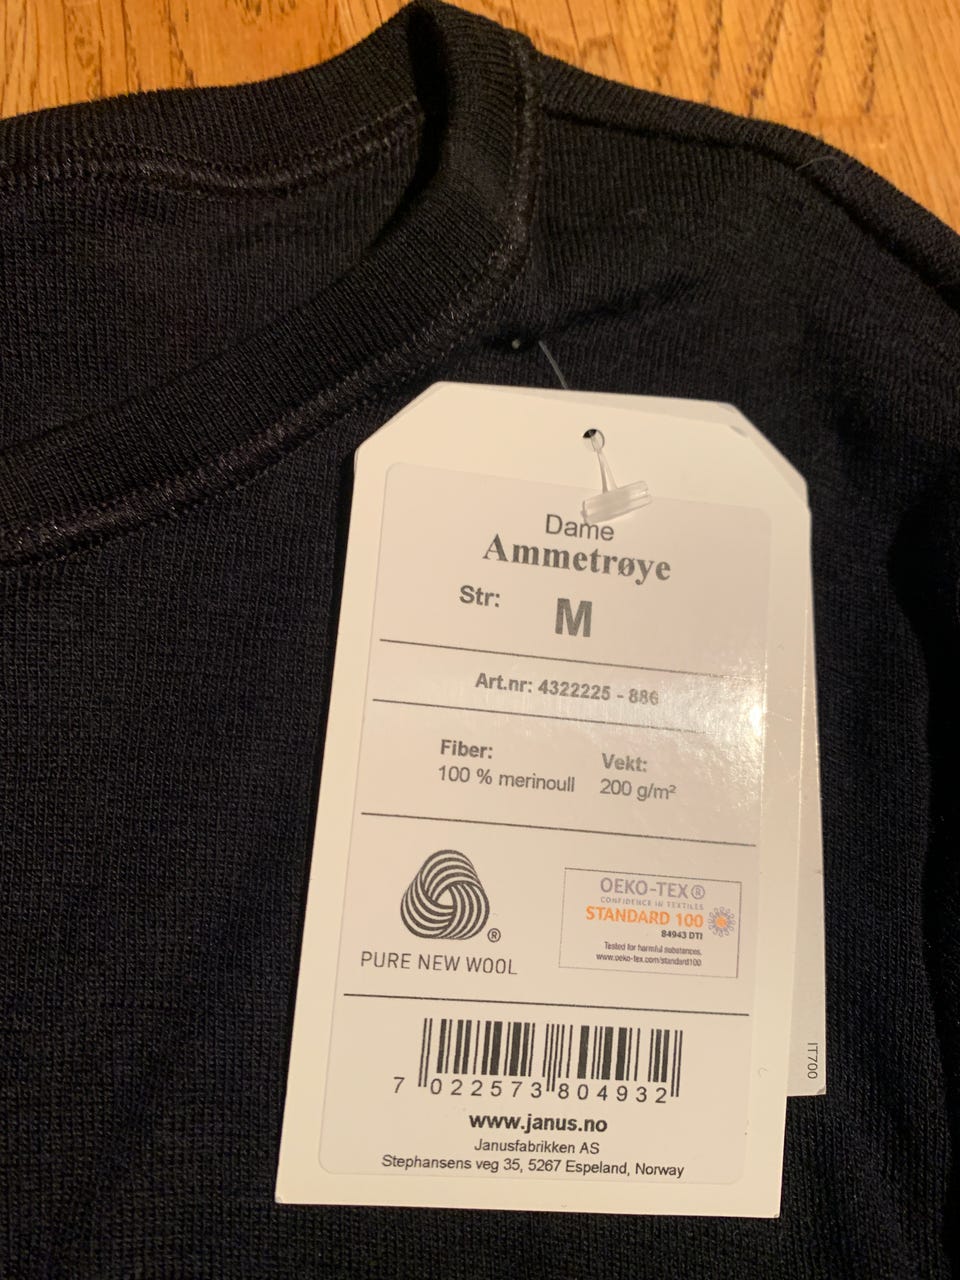 Dame
Ammetrøye
Str: M
Art.nr: 4322225 - 886
Fiber: Vekt:
100 % merinoull 200 g/m²
OEKO-TEX®
CONFIDENCE IN TEXTILES
STANDARD 100
84943 DTI
Tested for harmful substances.
www.oeko-tex.com/standard100
®
PURE NEW WOOL
IT700
7 022573 804932
www.janus.no
Janusfabrikken AS
Stephansens veg 35, 5267 Espeland, Norway